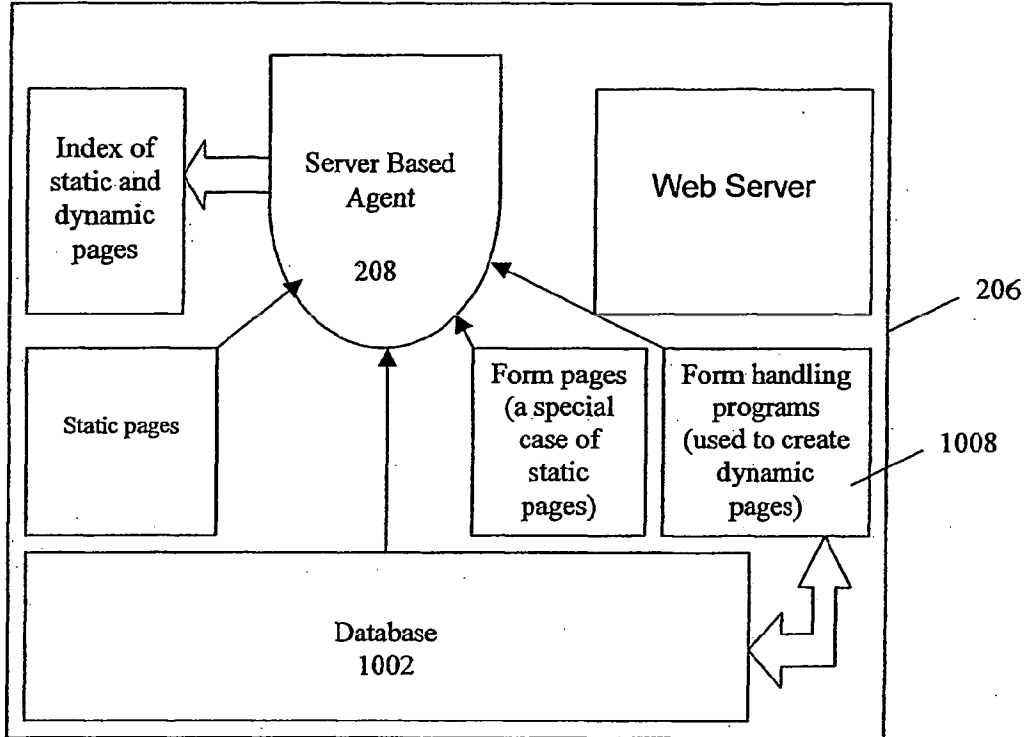 Index of
static and
dynamic
pages
Server Based
Agent
208
Web Server
206
Static pages
Form pages
(a special
case of
static
pages)
Form handling
programs
(used to create
dynamic
pages)
1008
Database
1002